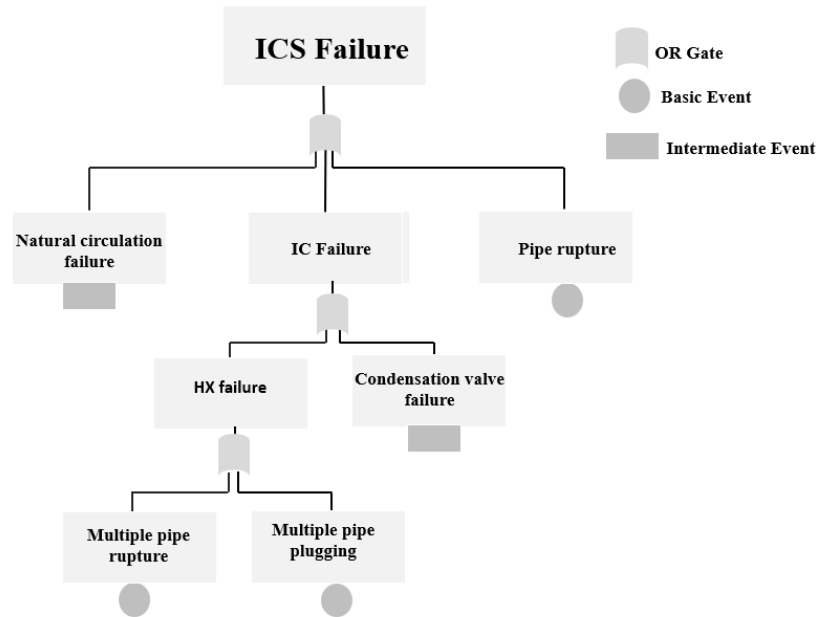 ICS Failure
OR Gate
Basic Event
Intermediate Event
Natural circulation
failure
IC Failure
Pipe rupture
HX failure
Condensation valve
failure
Multiple pipe
rupture
Multiple pipe
plugging